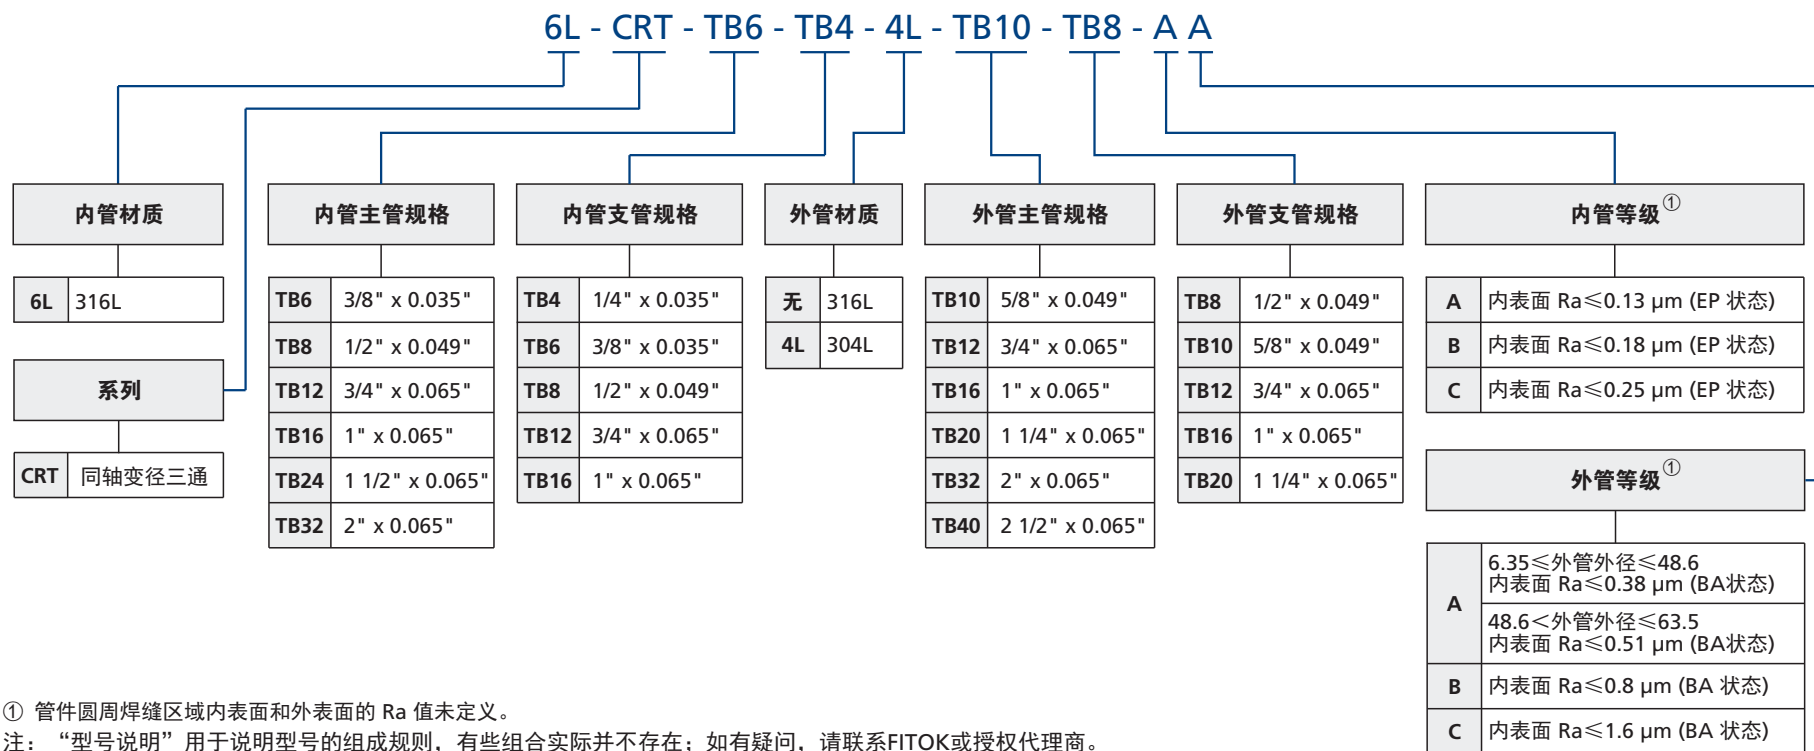 6L - CRT - TB6 - TB4 - 4L - TB10 - TB8 - A A
内管材质
6L 316L
系列
CRT 同轴变径三通
内管主管规格
TB6 3/8" x 0.035"
TB8 1/2" x 0.049"
TB12 3/4" x 0.065"
TB16 1" x 0.065"
TB24 1 1/2" x 0.065"
TB32 2" x 0.065"
内管支管规格
TB4 1/4" x 0.035"
TB6 3/8" x 0.035"
TB8 1/2" x 0.049"
TB12 3/4" x 0.065"
TB16 1" x 0.065"
外管材质
无 316L
4L 304L
外管主管规格
TB10 5/8" x 0.049"
TB12 3/4" x 0.065"
TB16 1" x 0.065"
TB20 1 1/4" x 0.065"
TB32 2" x 0.065"
TB40 2 1/2" x 0.065"
外管支管规格
TB8 1/2" x 0.049"
TB10 5/8" x 0.049"
TB12 3/4" x 0.065"
TB16 1" x 0.065"
TB20 1 1/4" x 0.065"
内管等级①
A 内表面 Ra≤0.13 µm (EP 状态)
B 内表面 Ra≤0.18 µm (EP 状态)
C 内表面 Ra≤0.25 µm (EP 状态)
外管等级①
A
6.35≤外管外径≤48.6
内表面 Ra≤0.38 µm (BA状态)
48.6＜外管外径≤63.5
内表面 Ra≤0.51 µm (BA状态)
B 内表面 Ra≤0.8 µm (BA 状态)
C 内表面 Ra≤1.6 µm (BA 状态)
① 管件圆周焊缝区域内表面和外表面的 Ra 值未定义。
注：“型号说明”用于说明型号的组成规则，有些组合实际并不存在；如有疑问，请联系FITOK或授权代理商。